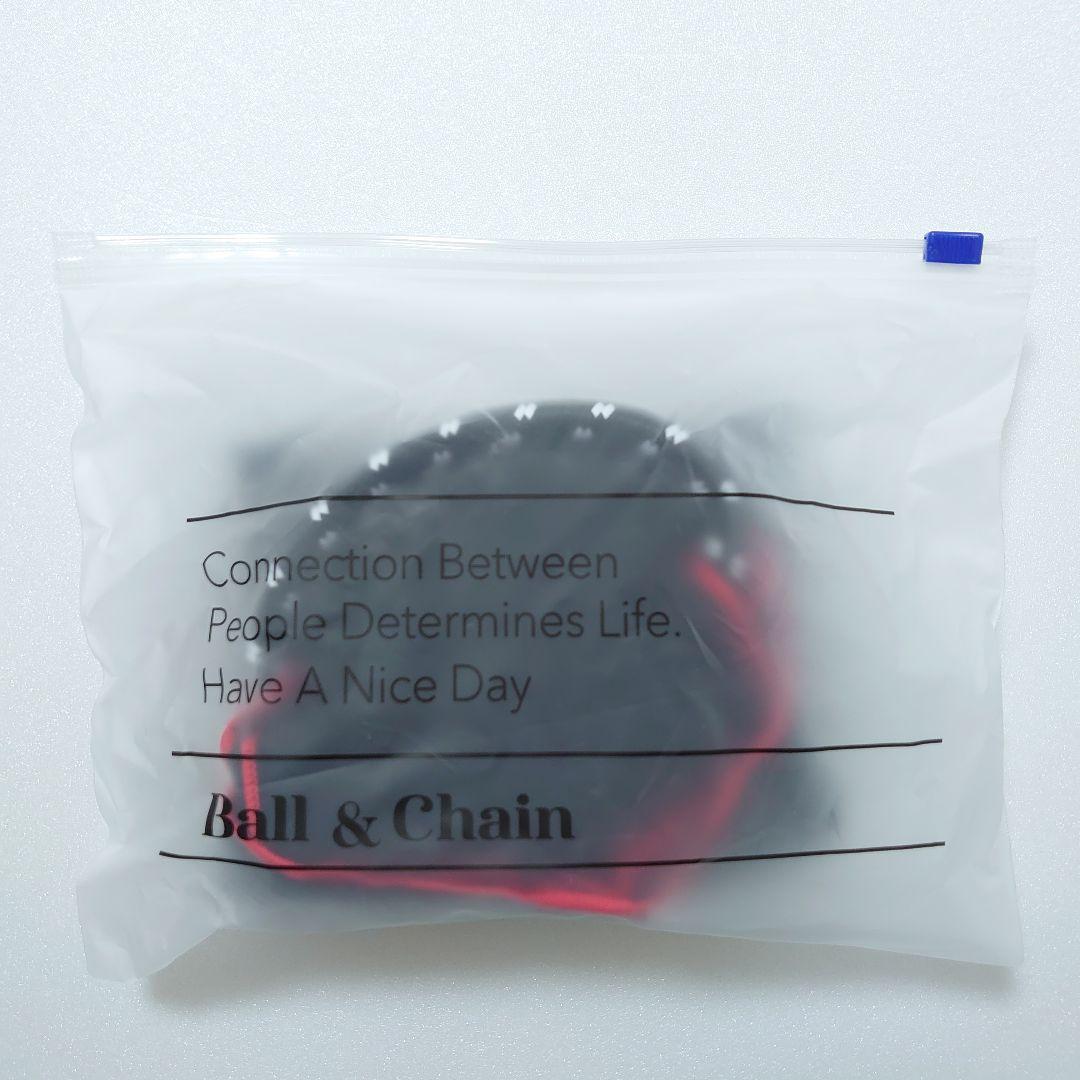 Connection Between
People Determines Life.
Have A Nice Day
Ball & Chain